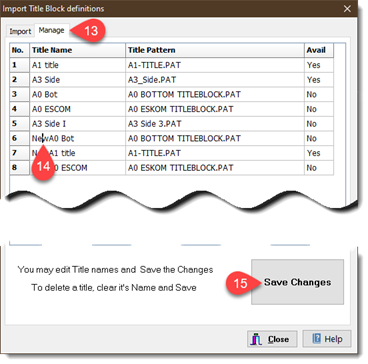 Import Title Block definitions
Import Manage 13
No. Title Name Title Pattern Avail
1 A1 title A1-TITLE.PAT Yes
2 A3 Side A3_Side.PAT Yes
3 A0 Bot A0 BOTTOM TITLEBLOCK.PAT No
4 A0 ESCOM A0 ESKOM TITLEBLOCK.PAT No
5 A3 Side I A3 Side 3.PAT No
6 NewA0 Bot A0 BOTTOM TITLEBLOCK.PAT No
7 A1 title A1-TITLE.PAT Yes
8 ESCOM A0 ESKOM TITLEBLOCK.PAT No
14
You may edit Title names and Save the Changes
To delete a title, clear it's Name and Save
15 Save Changes
Close Help